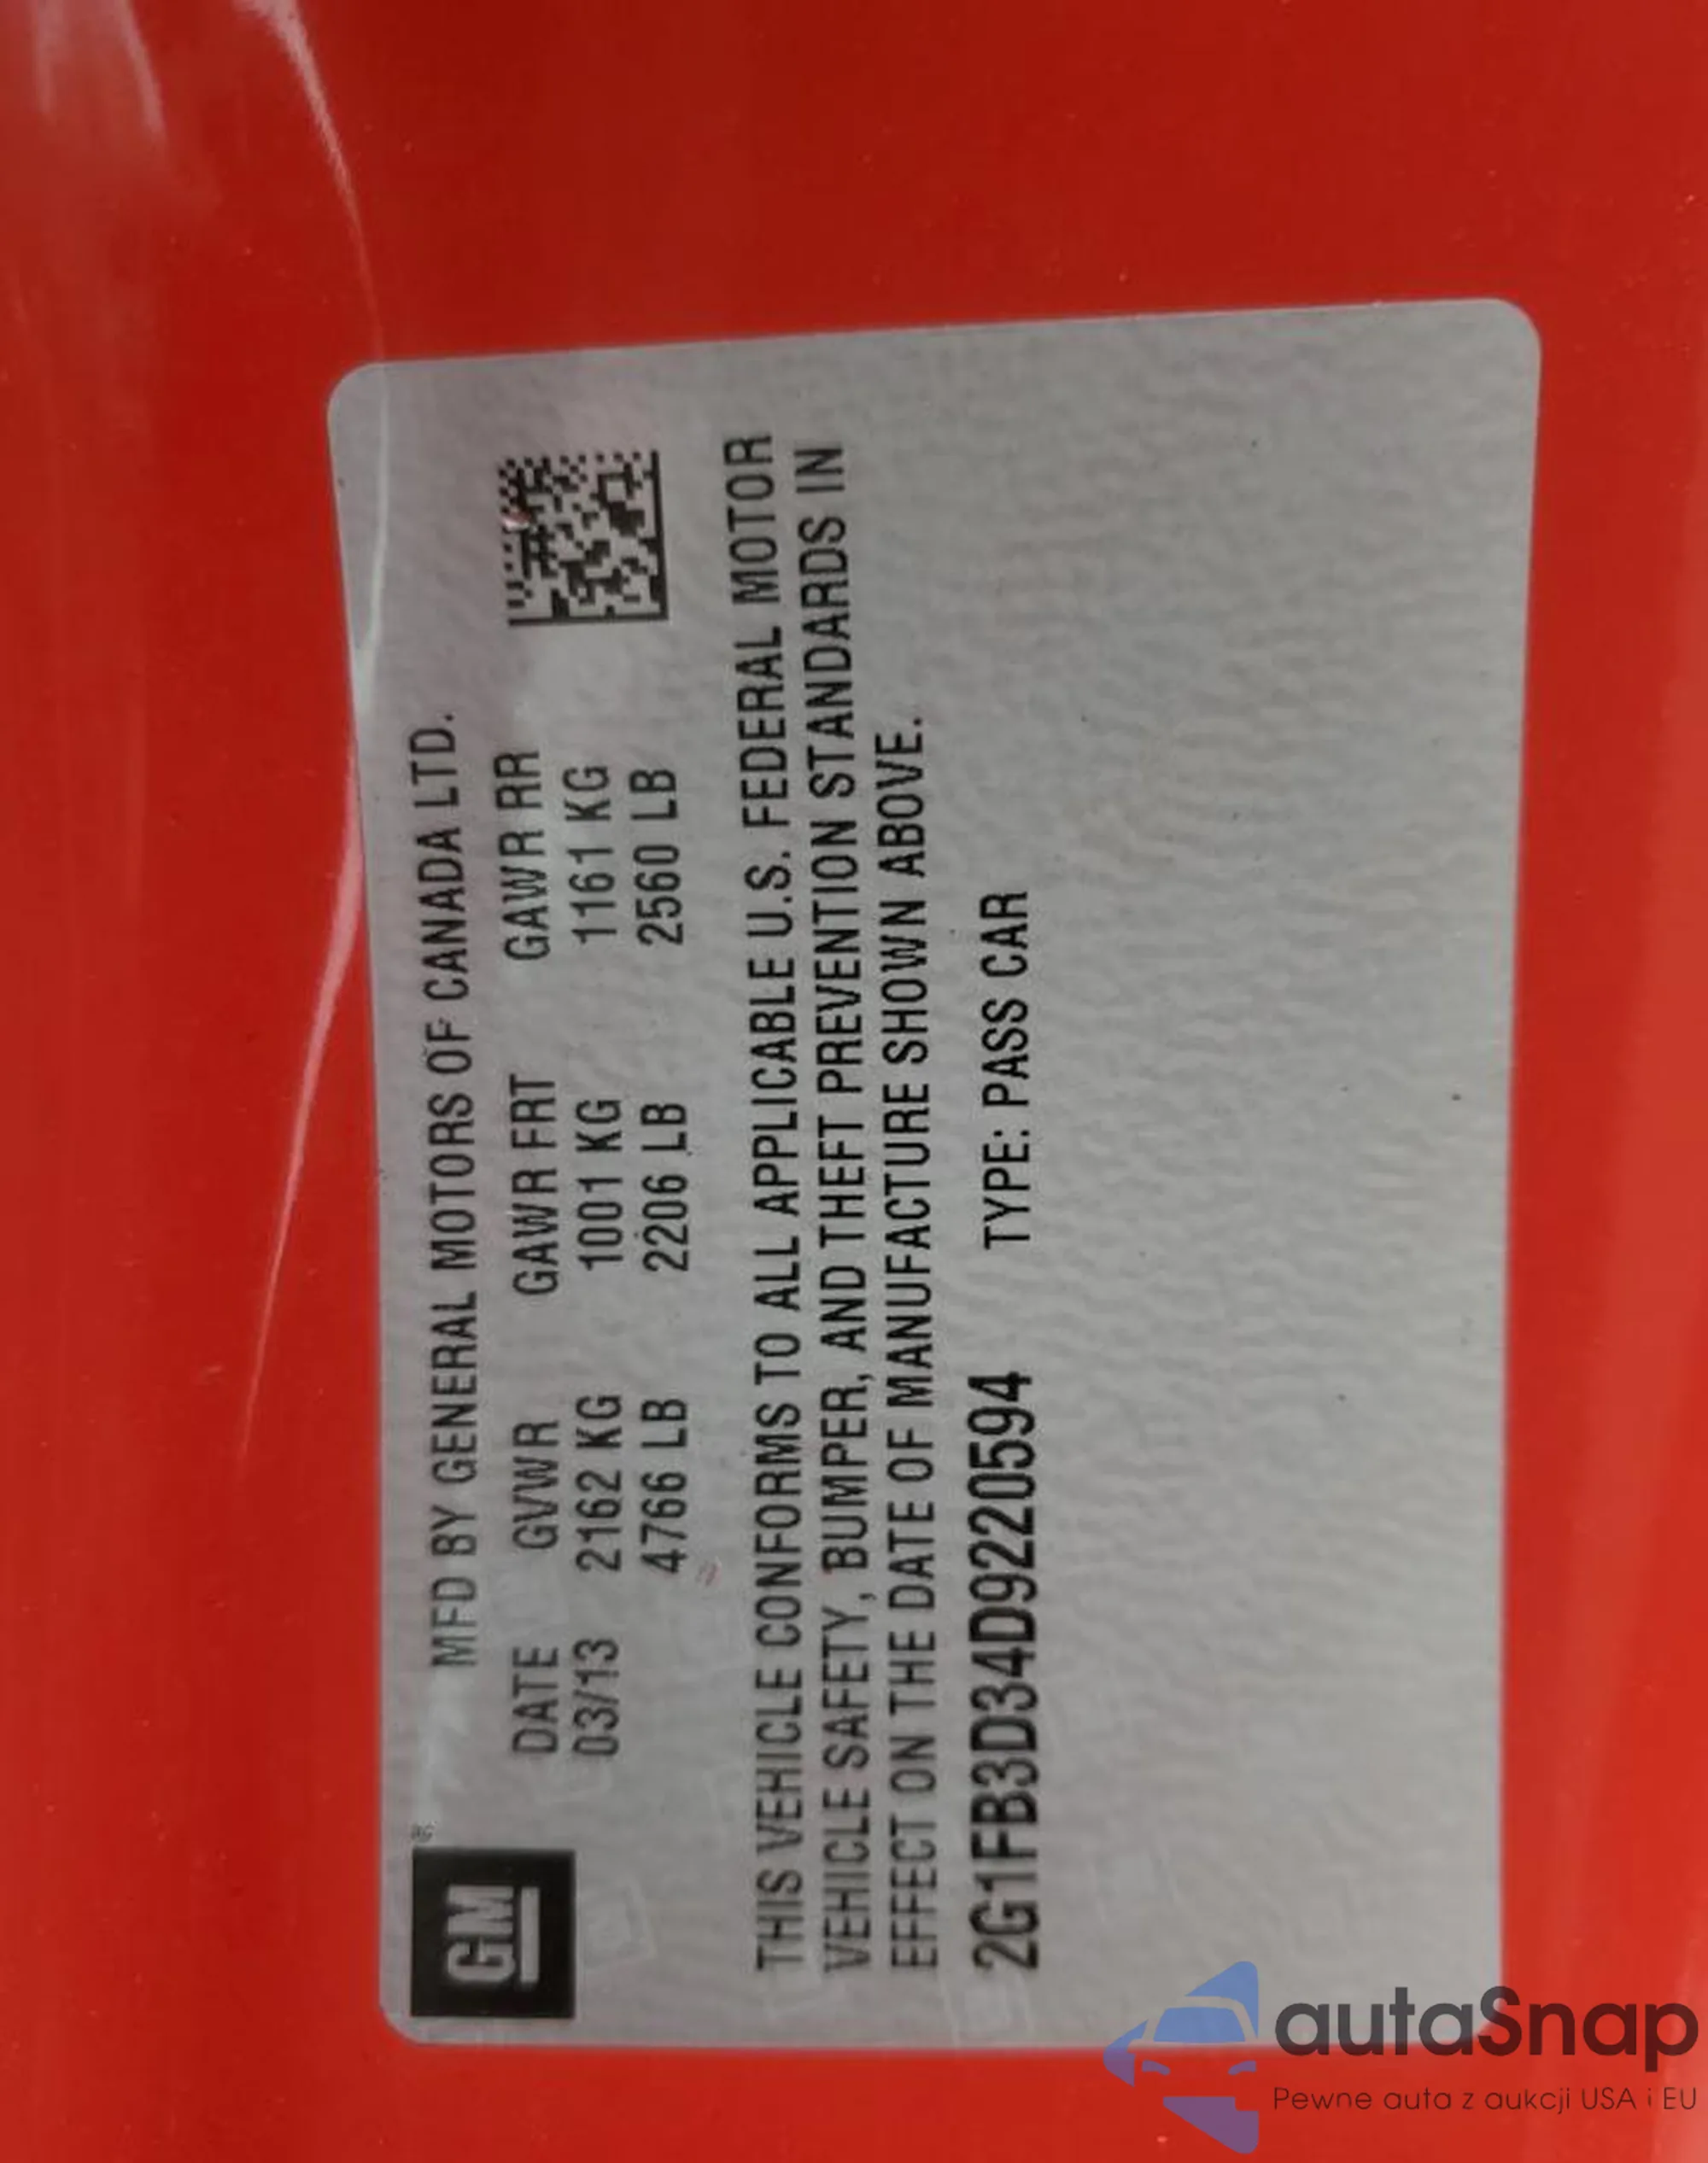 GM
MFD BY GENERAL MOTORS OF CANADA LTD.
DATE GVWR GAWR FRT GAWR RR
03/13 2162 KG 1001 KG 1161 KG
4766 LB 2206 LB 2560 LB
THIS VEHICLE CONFORMS TO ALL APPLICABLE U.S. FEDERAL MOTOR
VEHICLE SAFETY, BUMPER, AND THEFT PREVENTION STANDARDS IN
EFFECT ON THE DATE OF MANUFACTURE SHOWN ABOVE.
2G1FB3D34D9220594 TYPE: PASS CAR
autaSnap
Pewne auta z aukcji USA i EU